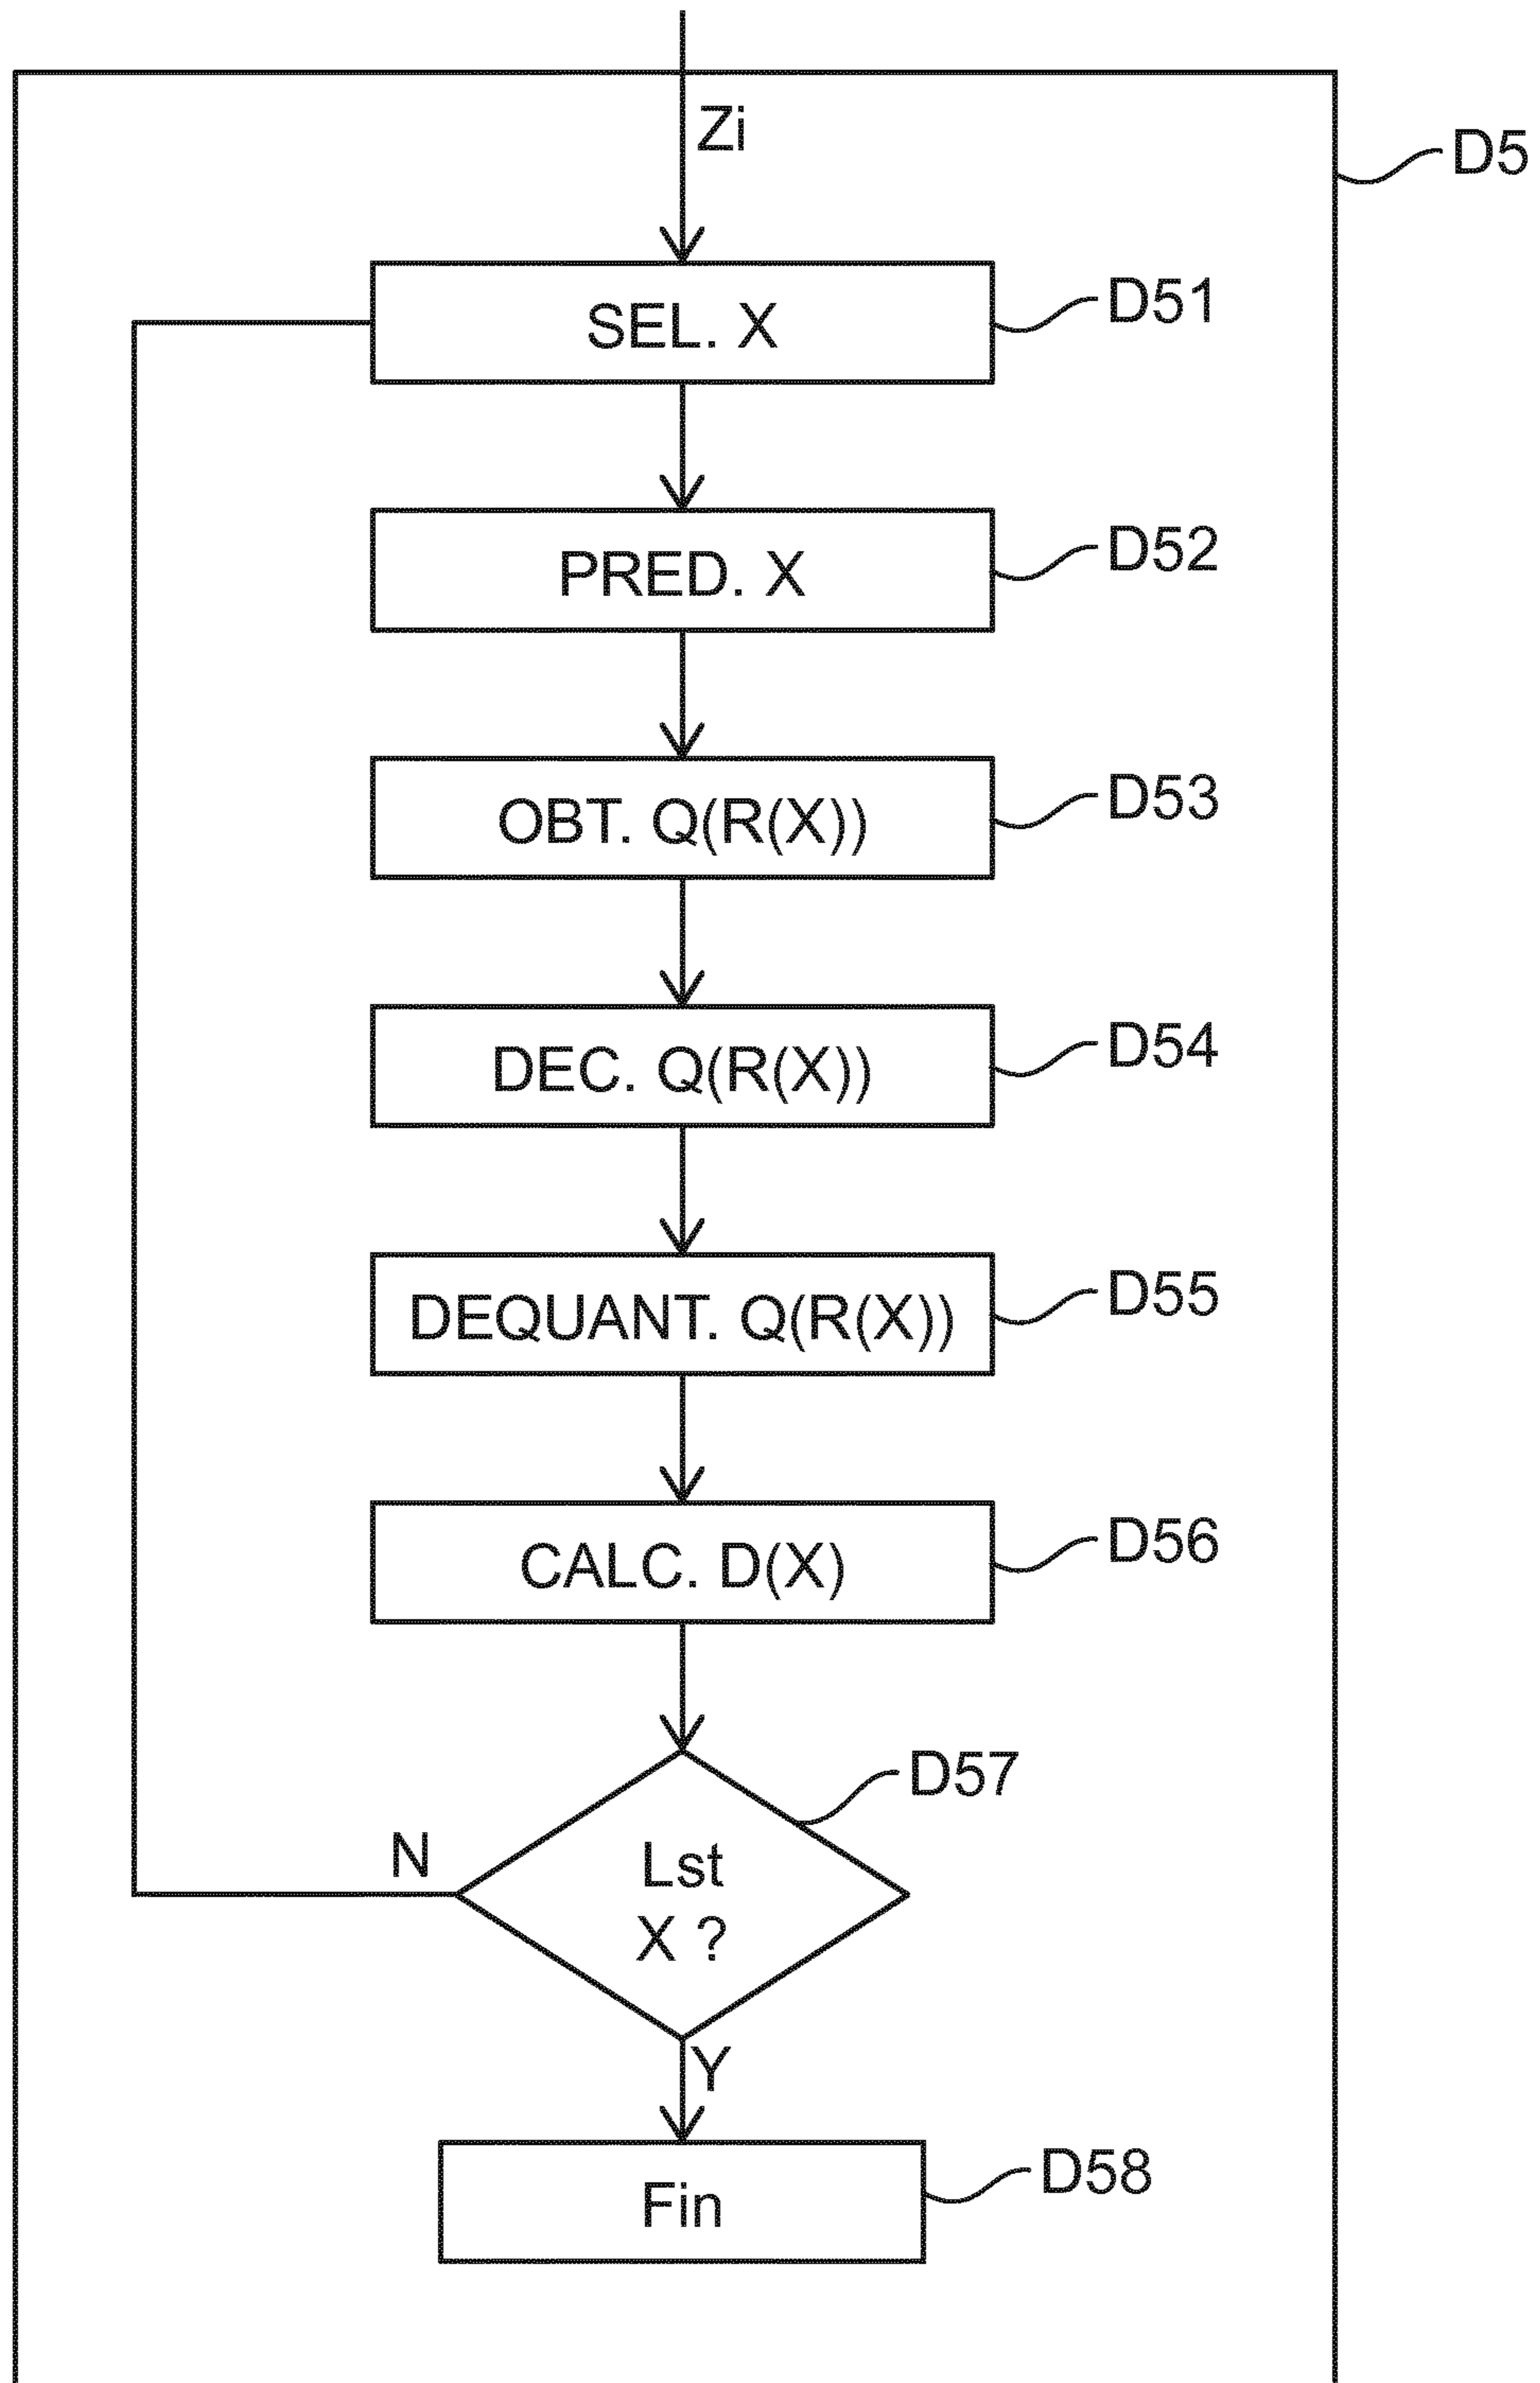 Zi
D5
SEL. X
D51
PRED. X
D52
OBT. Q(R(X))
D53
DEC. Q(R(X))
D54
DEQUANT. Q(R(X))
D55
CALC. D(X)
D56
D57
N
Lst
X ?
Y
Fin
D58